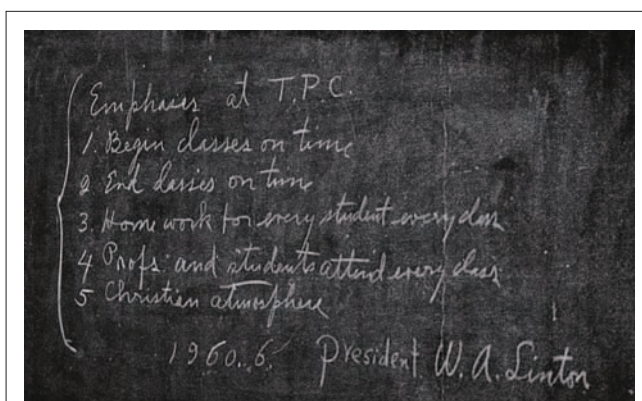 Emphases at T.P.C.
1. Begin classes on time
2 End classes on time
3. Home work for every student every class
4 Profs. and students attend every class
5 Christian atmosphere
1960. 6. President W. A. Linton